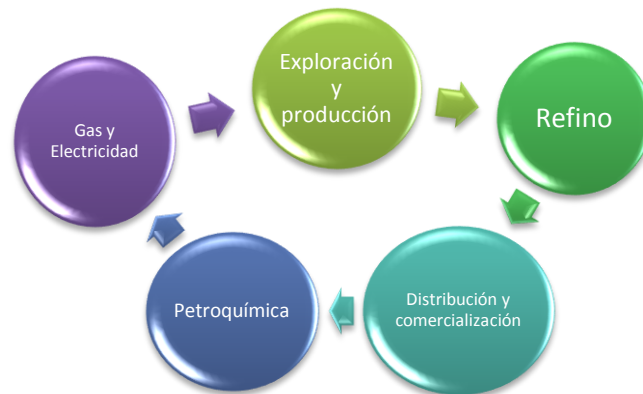 Exploración
y
producción
Refino
Distribución y
comercialización
Petroquímica
Gas y
Electricidad